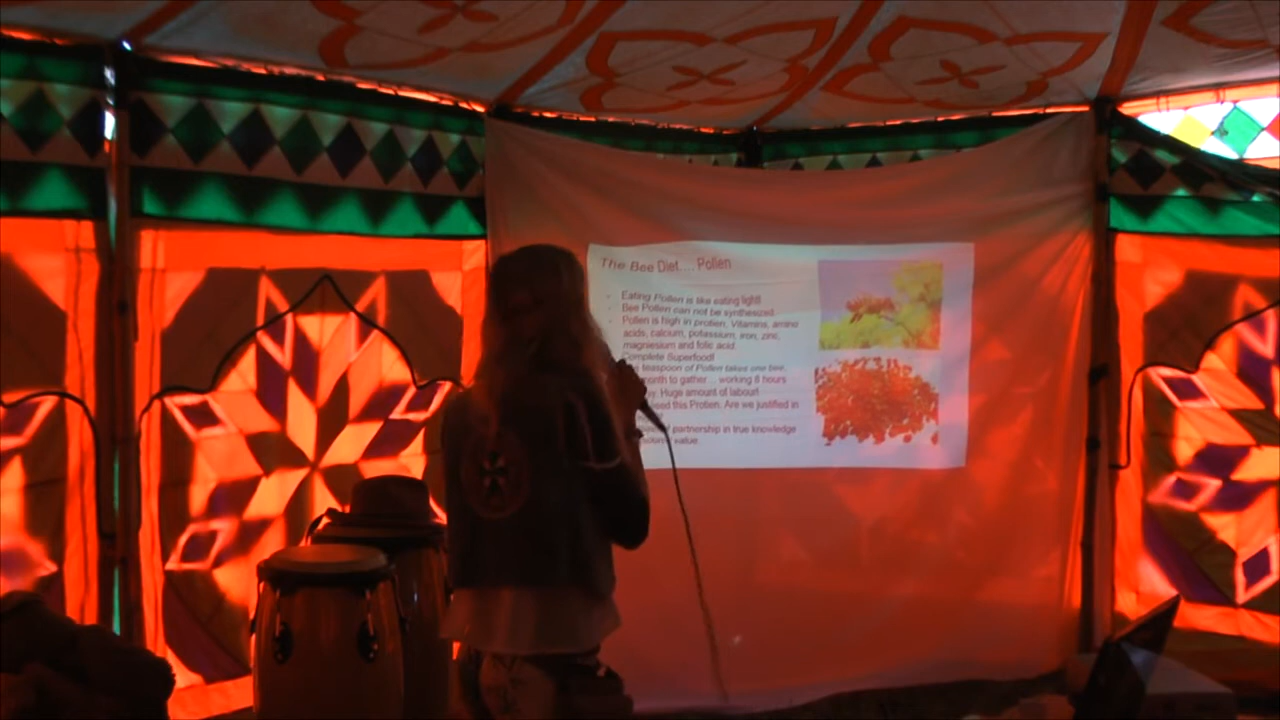 The Bee Diet.... Pollen
Eating Pollen is like eating light!
Bee Pollen can not be synthesized.
Pollen is high in protien, Vitamins, amino
acids, calcium, potassium, iron, zinc,
magnesium and folic acid.
Complete Superfood!
teaspoon of Pollen takes one bee,
month to gather... working 8 hours
Huge amount of labour!
this Protien. Are we justified in
partnership in true knowledge
value